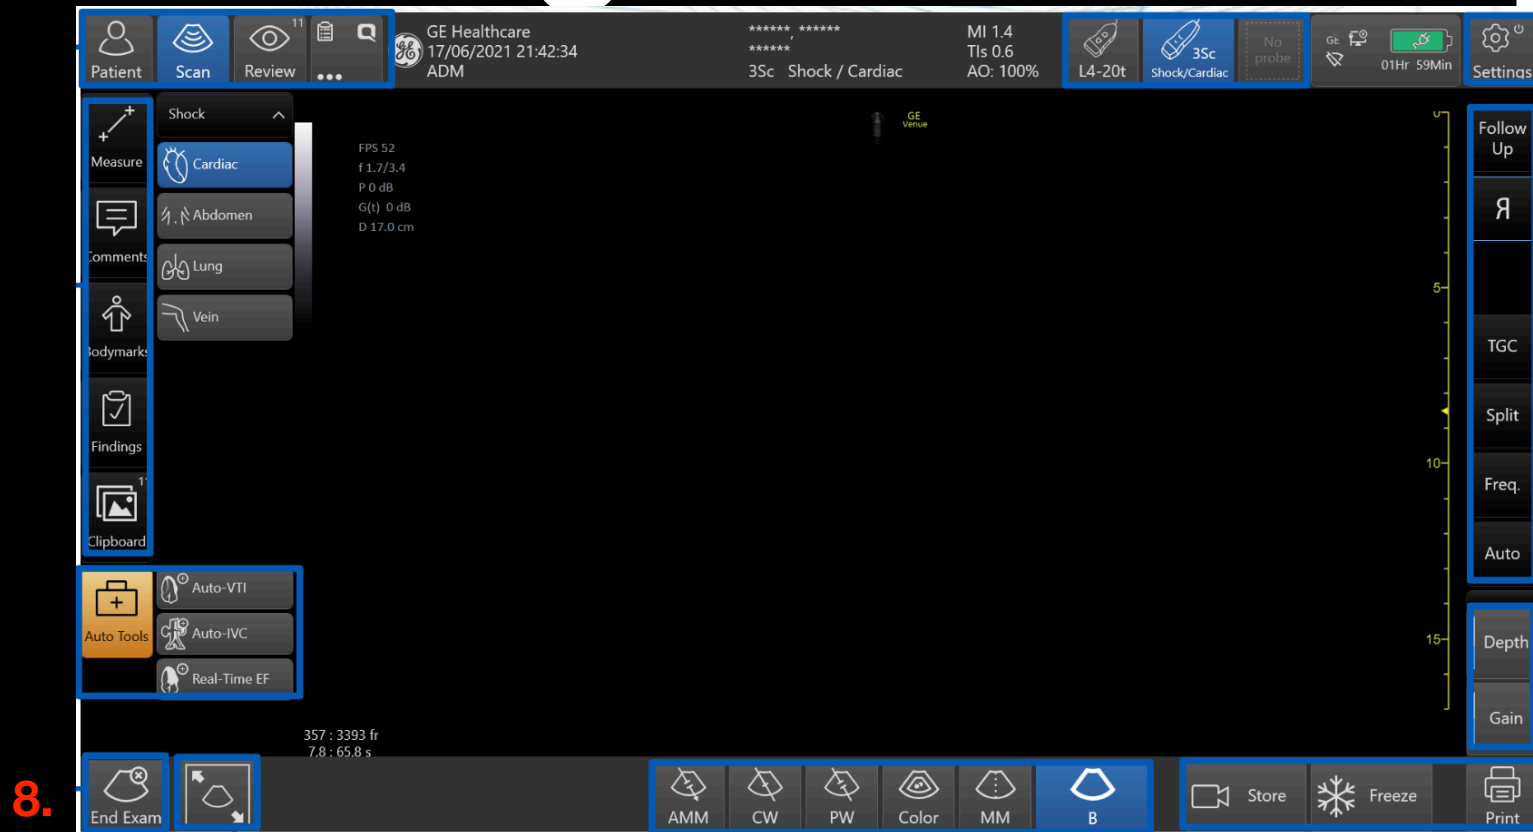 Patient
Scan
Review
11
...
GE Healthcare
17/06/2021 21:42:34
ADM
******, ******
******
3Sc Shock / Cardiac
MI 1.4
TIs 0.6
AO: 100%
L4-20t
3Sc
Shock/Cardiac
No
probe
GE
01Hr 59Min
Settings
Measure
Comments
Bodymarks
Findings
11
Clipboard
Auto Tools
Shock
Cardiac
Abdomen
Lung
Vein
FPS 52
f 1.7/3.4
P 0 dB
G(t) 0 dB
D 17.0 cm
GE
Venue
0
5
10
15
Follow
Up
Я
TGC
Split
Freq.
Auto
Depth
Gain
Auto-VTI
Auto-IVC
Real-Time EF
357 : 3393 fr
7.8 : 65.8 s
8.
End Exam
AMM
CW
PW
Color
MM
B
Store
Freeze
Print